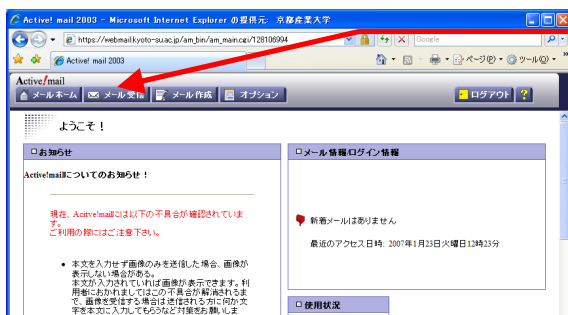 Active! mail 2003 - Microsoft Internet Explorer の提供元: 京都産業大学
https://webmail.kyoto-su.ac.jp/am_bin/am_main.cgi/128106994
Google
Active! mail 2003
ページ(P)
ツール(O)
Active!mail
メールホーム
メール受信
メール作成
オプション
ログアウト
?
ようこそ！
お知らせ
Active!mailについてのお知らせ！
現在、Acitve!mailには以下の不具合が確認されていま
す。
ご利用の際にはご注意下さい。
本文を入力せず画像のみを送信した場合、画像が
表示しない場合がある。
本文が入力されていれば画像が表示できます。利
用者におかれましてはこの不具合が解消されるま
で、画像を受信する場合は送信される方に何か文
字を本文に入力してもらうなど対策をお願いしま
メール情報/ログイン情報
新着メールはありません
最近のアクセス日時: 2007年1月23日火曜日12時23分
使用状況